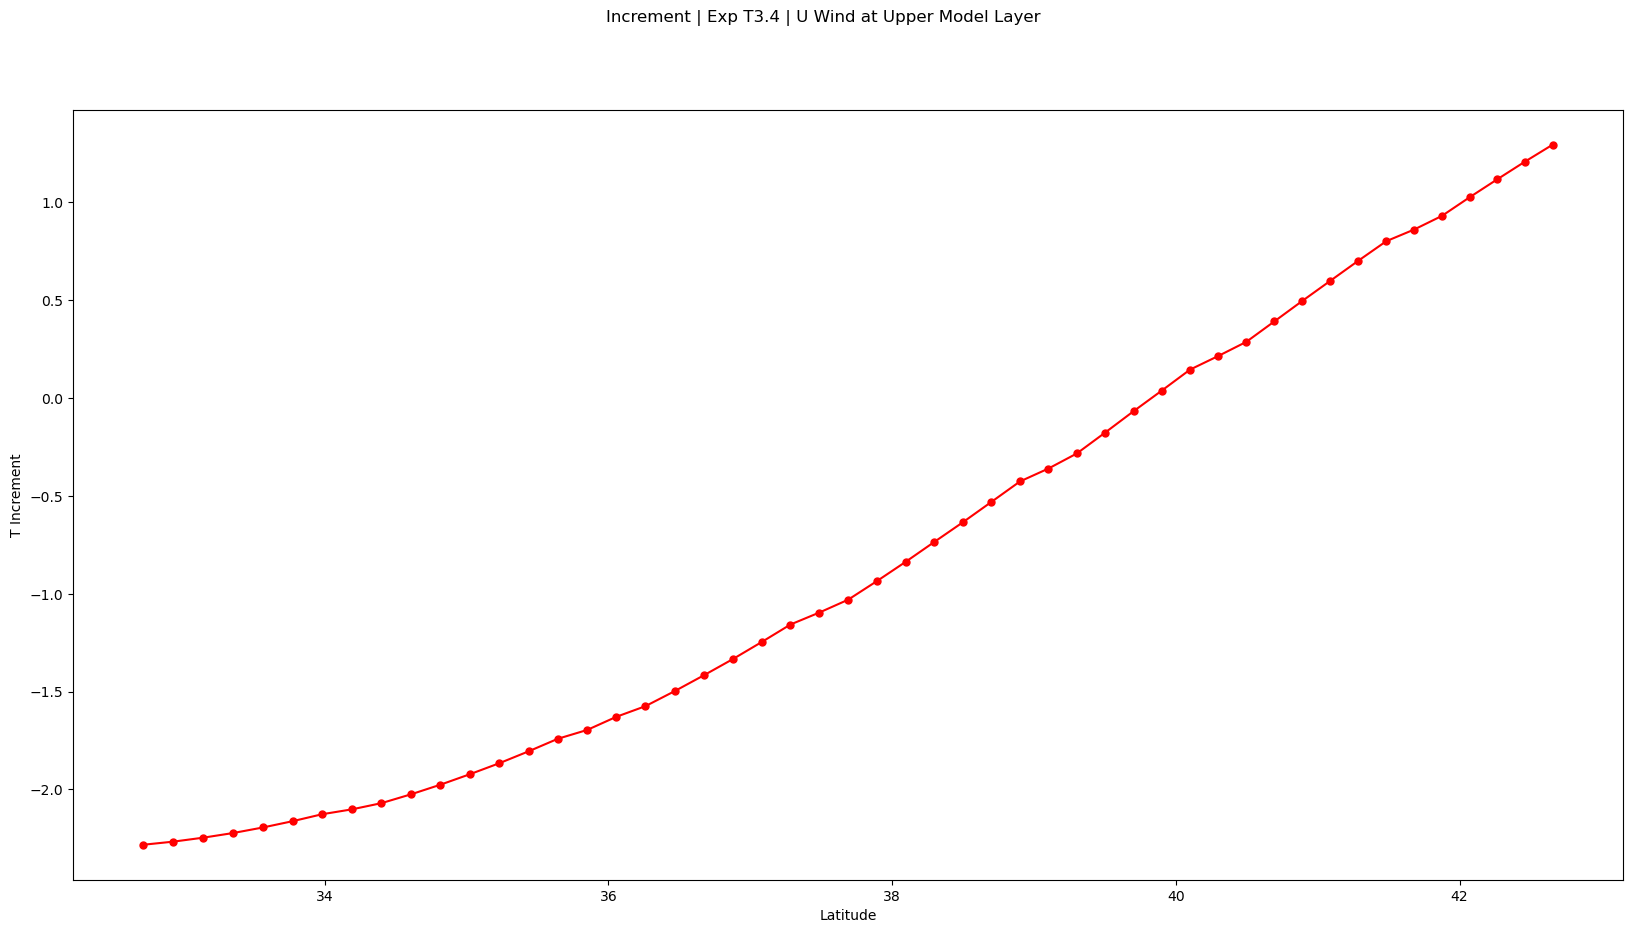 Increment | Exp T3.4 | U Wind at Upper Model Layer
1.0
0.5
0.0
−0.5
−1.0
−1.5
−2.0
T Increment
34 36 38 40 42
Latitude